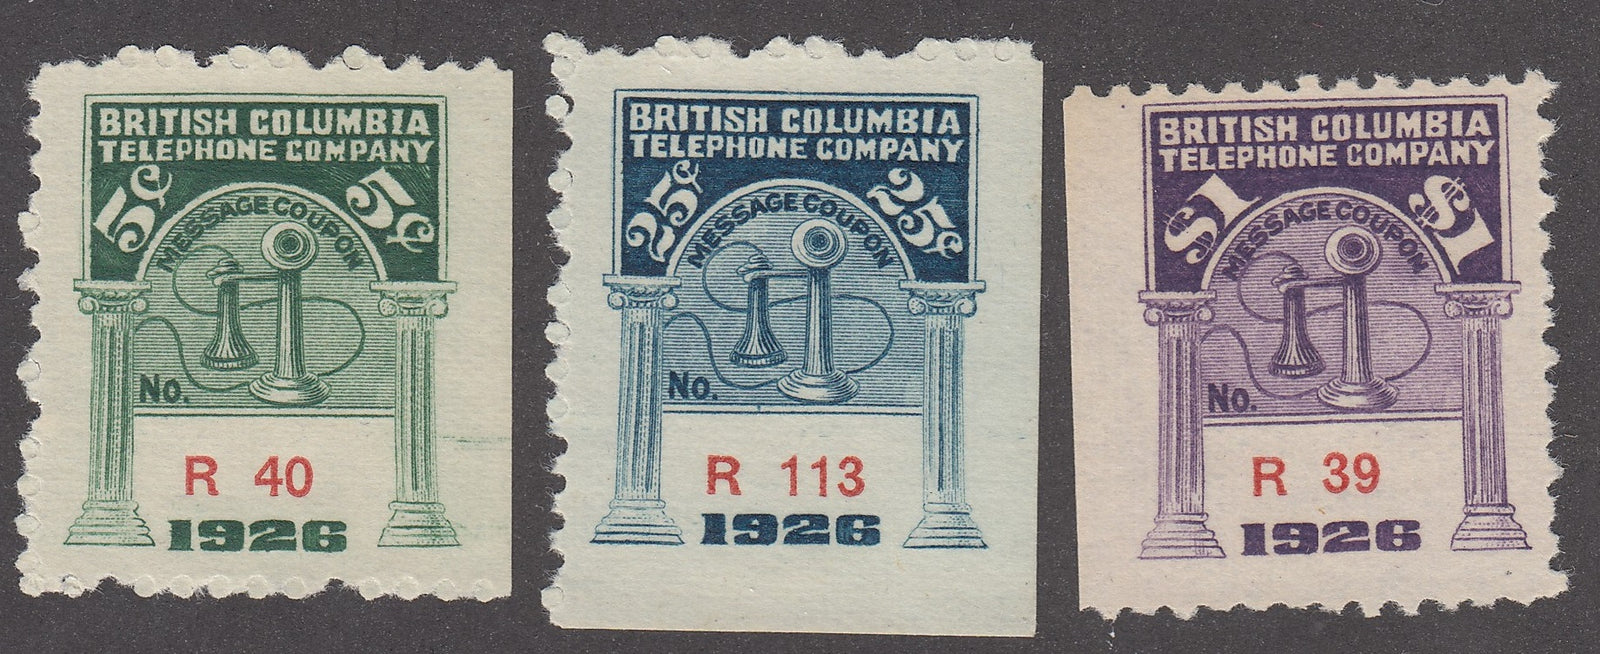 BRITISH COLUMBIA
TELEPHONE COMPANY
5¢ 5¢
MESSAGE COUPON
No.
R 40
1926
BRITISH COLUMBIA
TELEPHONE COMPANY
25¢ 25¢
MESSAGE COUPON
No.
R 113
1926
BRITISH COLUMBIA
TELEPHONE COMPANY
$1 $1
MESSAGE COUPON
No.
R 39
1926